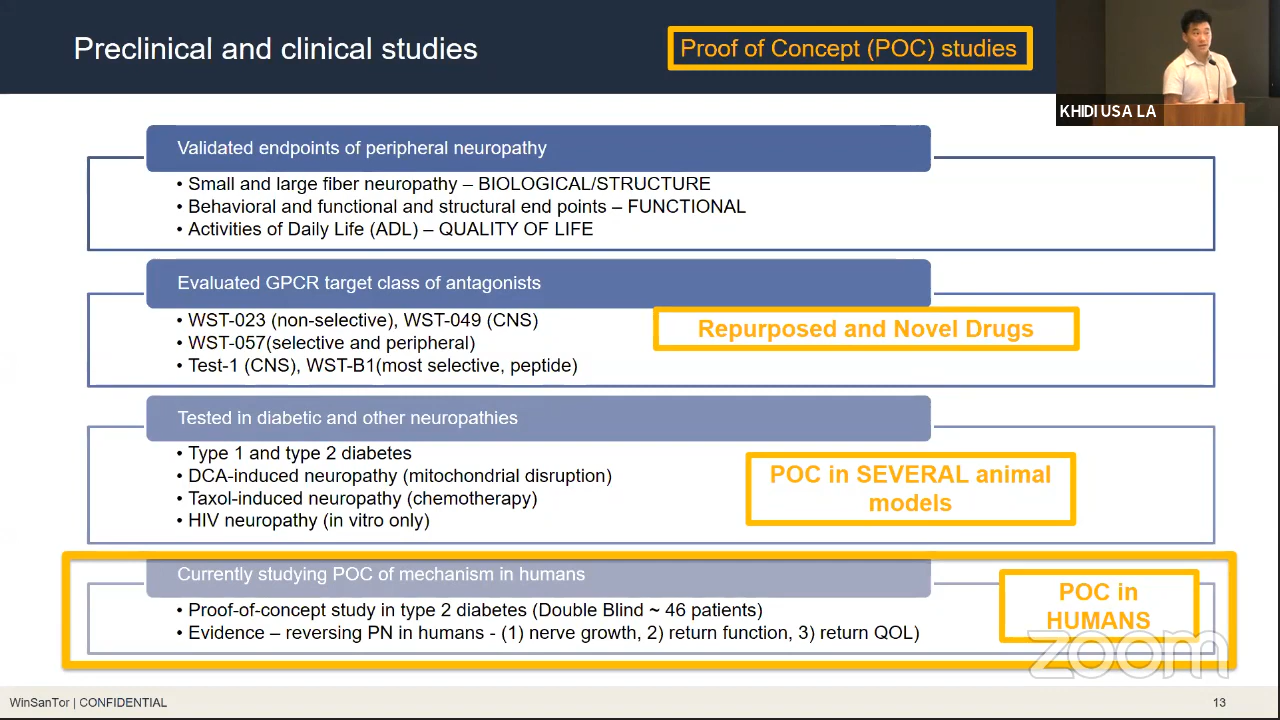 Preclinical and clinical studies
Proof of Concept (POC) studies
KHIDI USA LA
Validated endpoints of peripheral neuropathy
• Small and large fiber neuropathy – BIOLOGICAL/STRUCTURE
• Behavioral and functional and structural end points – FUNCTIONAL
• Activities of Daily Life (ADL) – QUALITY OF LIFE
Evaluated GPCR target class of antagonists
• WST-023 (non-selective), WST-049 (CNS)
• WST-057(selective and peripheral)
• Test-1 (CNS), WST-B1(most selective, peptide)
Repurposed and Novel Drugs
Tested in diabetic and other neuropathies
• Type 1 and type 2 diabetes
• DCA-induced neuropathy (mitochondrial disruption)
• Taxol-induced neuropathy (chemotherapy)
• HIV neuropathy (in vitro only)
POC in SEVERAL animal
models
Currently studying POC of mechanism in humans
• Proof-of-concept study in type 2 diabetes (Double Blind ~ 46 patients)
• Evidence – reversing PN in humans - (1) nerve growth, 2) return function, 3) return QOL)
POC in
HUMANS
zoom
WinSanTor | CONFIDENTIAL
13